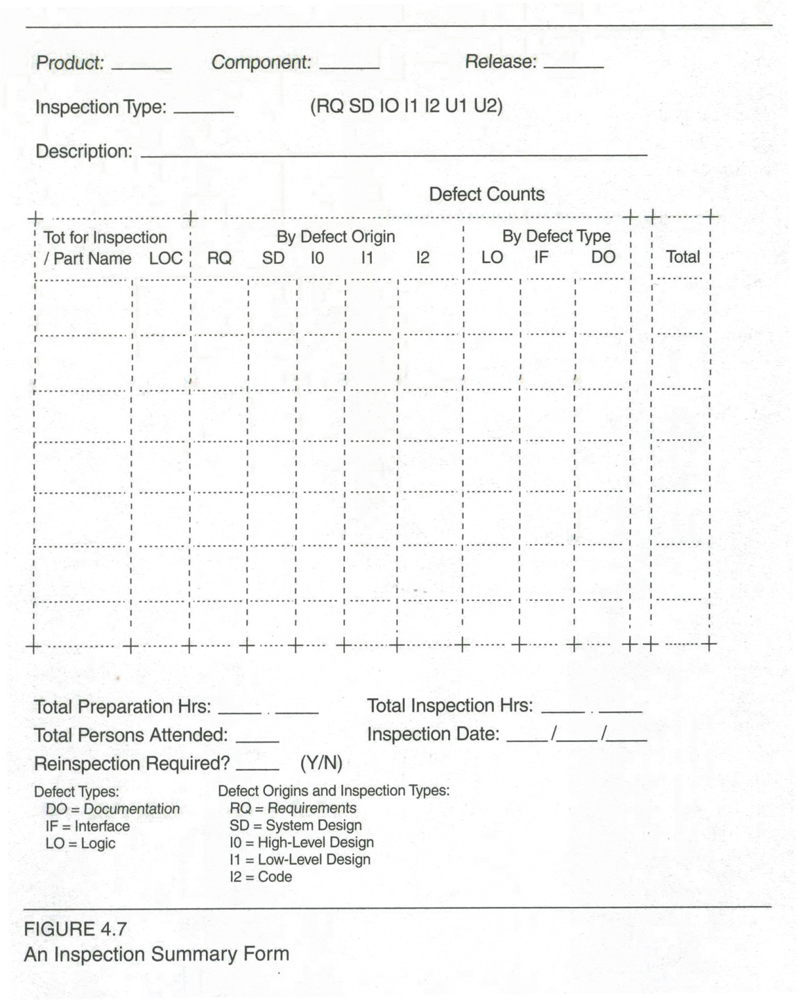 Product: ______ Component: ______ Release: ______
Inspection Type: ______ (RQ SD IO I1 I2 U1 U2)
Description: ______
Defect Counts
Tot for Inspection By Defect Origin By Defect Type
/ Part Name LOC RQ SD I0 I1 I2 LO IF DO Total
Total Preparation Hrs: ____ . ____ Total Inspection Hrs: ____ . ____
Total Persons Attended: ____ Inspection Date: ____/____/____
Reinspection Required? ____ (Y/N)
Defect Types: Defect Origins and Inspection Types:
DO = Documentation RQ = Requirements
IF = Interface SD = System Design
LO = Logic I0 = High-Level Design
I1 = Low-Level Design
I2 = Code
FIGURE 4.7
An Inspection Summary Form